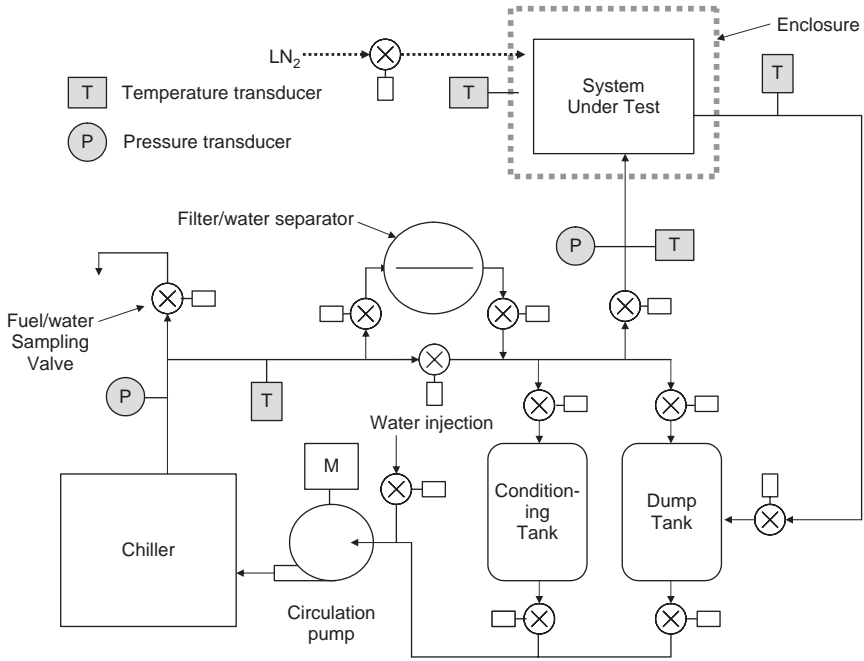 Enclosure
LN2
T
System
Under Test
T
T Temperature transducer
P Pressure transducer
Filter/water separator
P
T
Fuel/water
Sampling
Valve
P
T
Water injection
M
Condition-
ing
Tank
Dump
Tank
Chiller
Circulation
pump